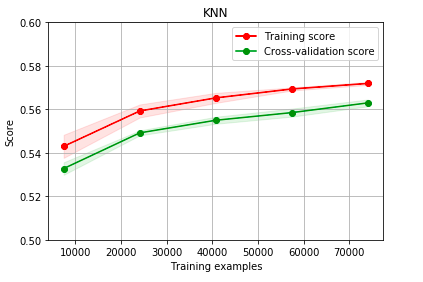 KNN
Training score
Cross-validation score
0.60
0.58
0.56
0.54
0.52
0.50
Score
10000 20000 30000 40000 50000 60000 70000
Training examples